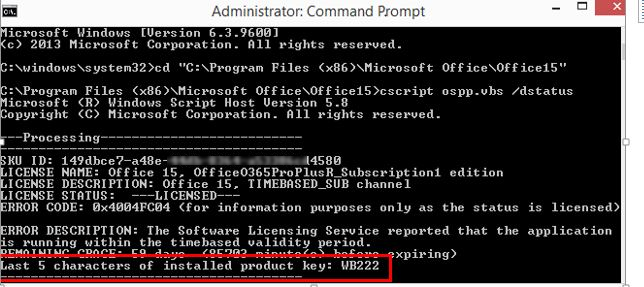 Administrator: Command Prompt
Microsoft Windows [Version 6.3.9600]
(c) 2013 Microsoft Corporation. All rights reserved.
C:\windows\system32>cd "C:\Program Files (x86)\Microsoft Office\Office15"
C:\Program Files (x86)\Microsoft Office\Office15>cscript ospp.vbs /dstatus
Microsoft (R) Windows Script Host Version 5.8
Copyright (C) Microsoft Corporation. All rights reserved.
---Processing--------------------------
---------------------------------------
SKU ID: 149dbce7-a48e- d4580
LICENSE NAME: Office 15, OfficeO365ProPlusR_Subscription1 edition
LICENSE DESCRIPTION: Office 15, TIMEBASED_SUB channel
LICENSE STATUS:  ---LICENSED---
ERROR CODE: 0x4004FC04 (for information purposes only as the status is licensed)
ERROR DESCRIPTION: The Software Licensing Service reported that the application
is running within the timebased validity period.
REMAINING GRACE: 59 days (85703 minute(s) before expiring)
Last 5 characters of installed product key: WB222
---------------------------------------